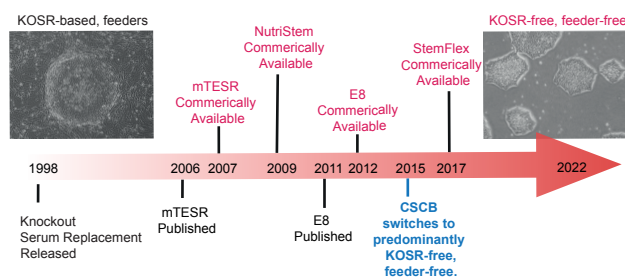 KOSR-based, feeders
KOSR-free, feeder-free
NutriStem
Commerically
Available
StemFlex
Commerically
Available
mTESR
Commerically
Available
E8
Commerically
Available
1998
2006
2007
2009
2011
2012
2015
2017
2022
Knockout
Serum Replacement
Released
mTESR
Published
E8
Published
CSCB
switches to
predominantly
KOSR-free,
feeder-free.